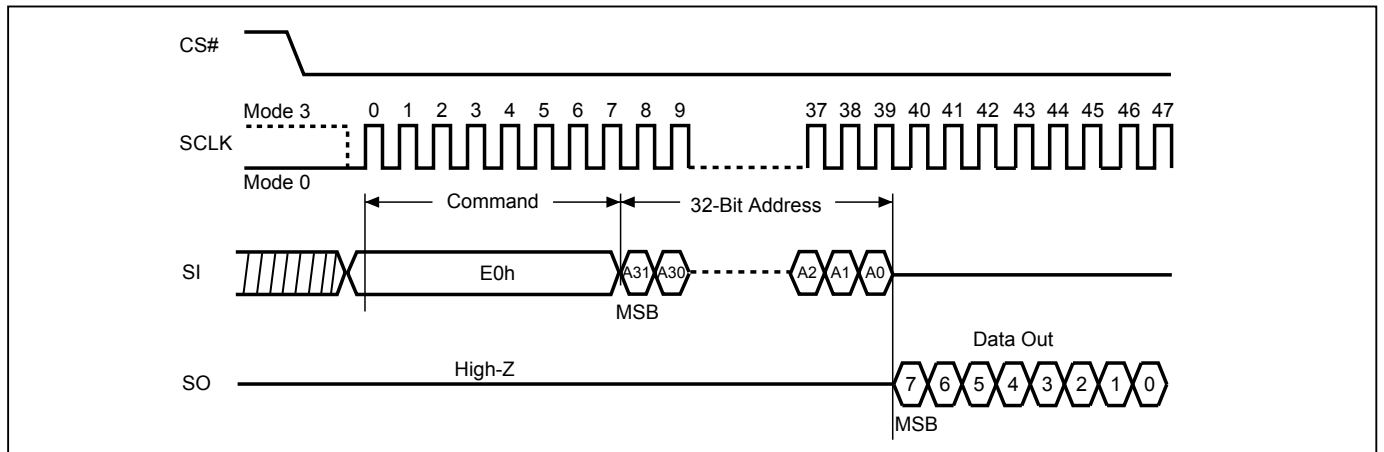 CS#
Mode 3
0 1 2 3 4 5 6 7 8 9 37 38 39 40 41 42 43 44 45 46 47
SCLK
Mode 0
Command
32-Bit Address
SI
E0h
A31 A30 A2 A1 A0
MSB
Data Out
High-Z
SO
7 6 5 4 3 2 1 0
MSB